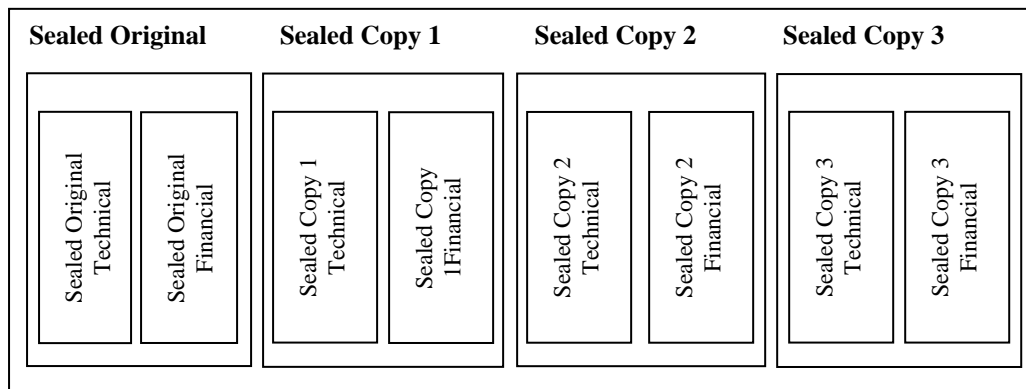 Sealed Original
Sealed Copy 1
Sealed Copy 2
Sealed Copy 3
Sealed Original
Technical
Sealed Original
Financial
Sealed Copy 1
Technical
Sealed Copy
1Financial
Sealed Copy 2
Technical
Sealed Copy 2
Financial
Sealed Copy 3
Technical
Sealed Copy 3
Financial